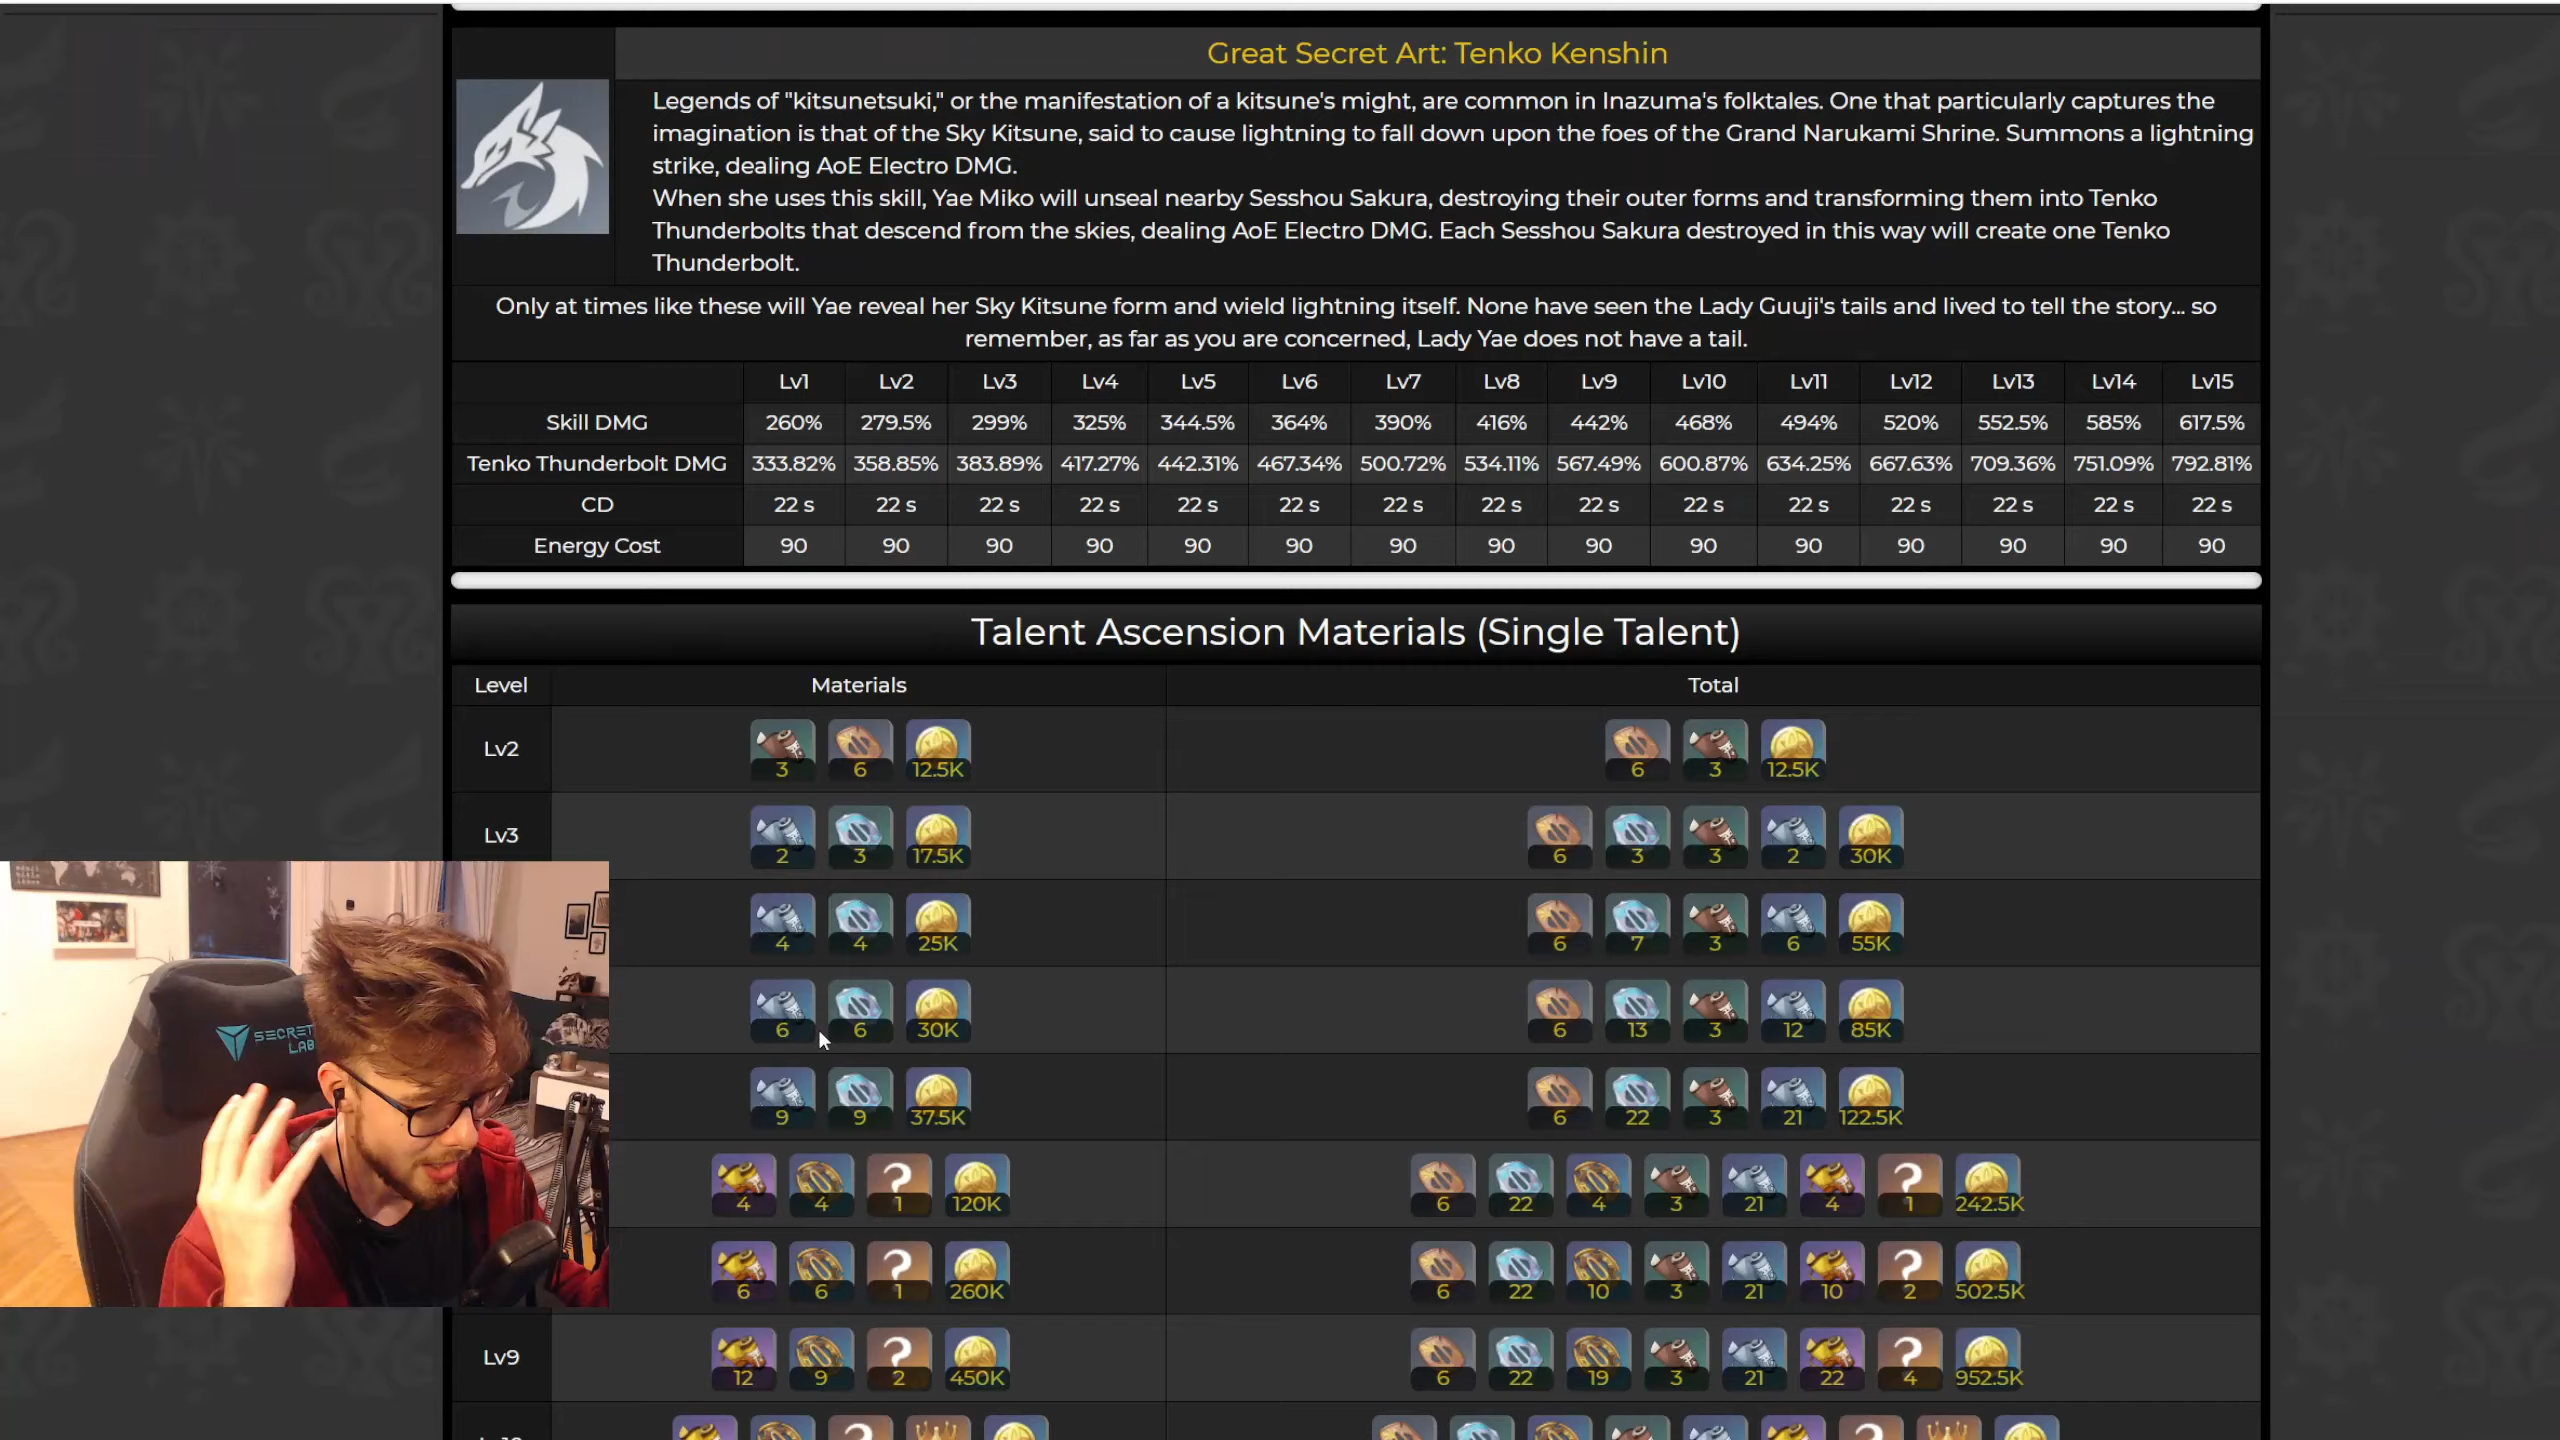 Great Secret Art: Tenko Kenshin
Legends of "kitsunetsuki," or the manifestation of a kitsune's might, are common in Inazuma's folktales. One that particularly captures the
imagination is that of the Sky Kitsune, said to cause lightning to fall down upon the foes of the Grand Narukami Shrine. Summons a lightning
strike, dealing AoE Electro DMG.
When she uses this skill, Yae Miko will unseal nearby Sesshou Sakura, destroying their outer forms and transforming them into Tenko
Thunderbolts that descend from the skies, dealing AoE Electro DMG. Each Sesshou Sakura destroyed in this way will create one Tenko
Thunderbolt.
Only at times like these will Yae reveal her Sky Kitsune form and wield lightning itself. None have seen the Lady Guuji's tails and lived to tell the story... so
remember, as far as you are concerned, Lady Yae does not have a tail.
Lv1 Lv2 Lv3 Lv4 Lv5 Lv6 Lv7 Lv8 Lv9 Lv10 Lv11 Lv12 Lv13 Lv14 Lv15
Skill DMG 260% 279.5% 299% 325% 344.5% 364% 390% 416% 442% 468% 494% 520% 552.5% 585% 617.5%
Tenko Thunderbolt DMG 333.82% 358.85% 383.89% 417.27% 442.31% 467.34% 500.72% 534.11% 567.49% 600.87% 634.25% 667.63% 709.36% 751.09% 792.81%
CD 22 s 22 s 22 s 22 s 22 s 22 s 22 s 22 s 22 s 22 s 22 s 22 s 22 s 22 s 22 s
Energy Cost 90 90 90 90 90 90 90 90 90 90 90 90 90 90 90
Talent Ascension Materials (Single Talent)
Level Materials Total
Lv2 3 6 12.5K 6 3 12.5K
Lv3 2 3 17.5K 6 3 3 2 30K
4 4 25K 6 7 3 6 55K
6 6 30K 6 13 3 12 85K
9 9 37.5K 6 22 3 21 122.5K
4 4 1 120K 6 22 4 3 21 4 1 242.5K
6 6 1 260K 6 22 10 3 21 10 2 502.5K
Lv9 12 9 2 450K 6 22 19 3 21 22 4 952.5K
SECRET
LAB